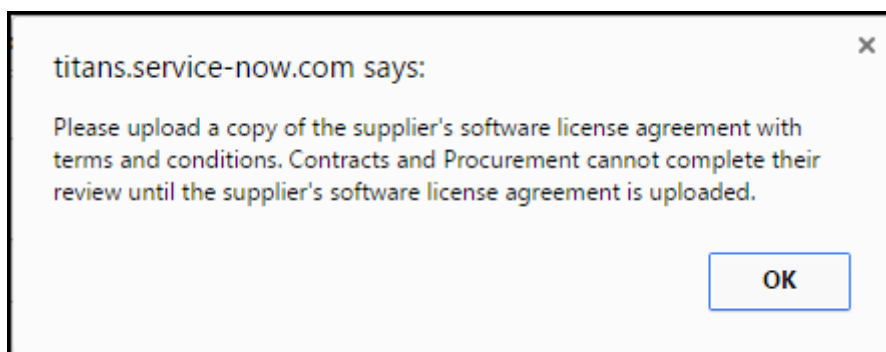 titans.service-now.com says:
Please upload a copy of the supplier's software license agreement with
terms and conditions. Contracts and Procurement cannot complete their
review until the supplier's software license agreement is uploaded.
OK